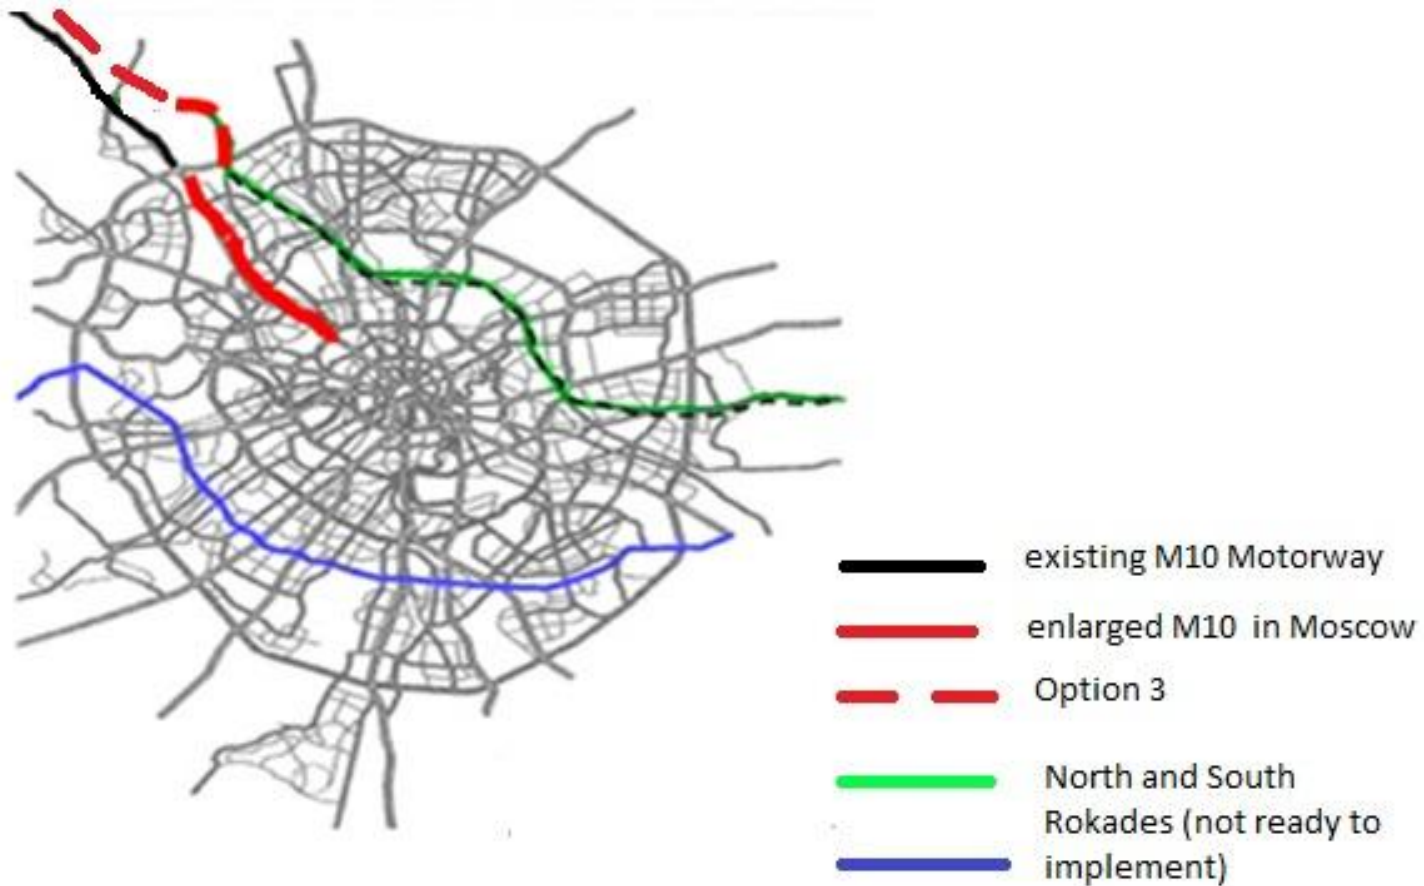 existing M10 Motorway
enlarged M10 in Moscow
Option 3
North and South
Rokades (not ready to
implement)